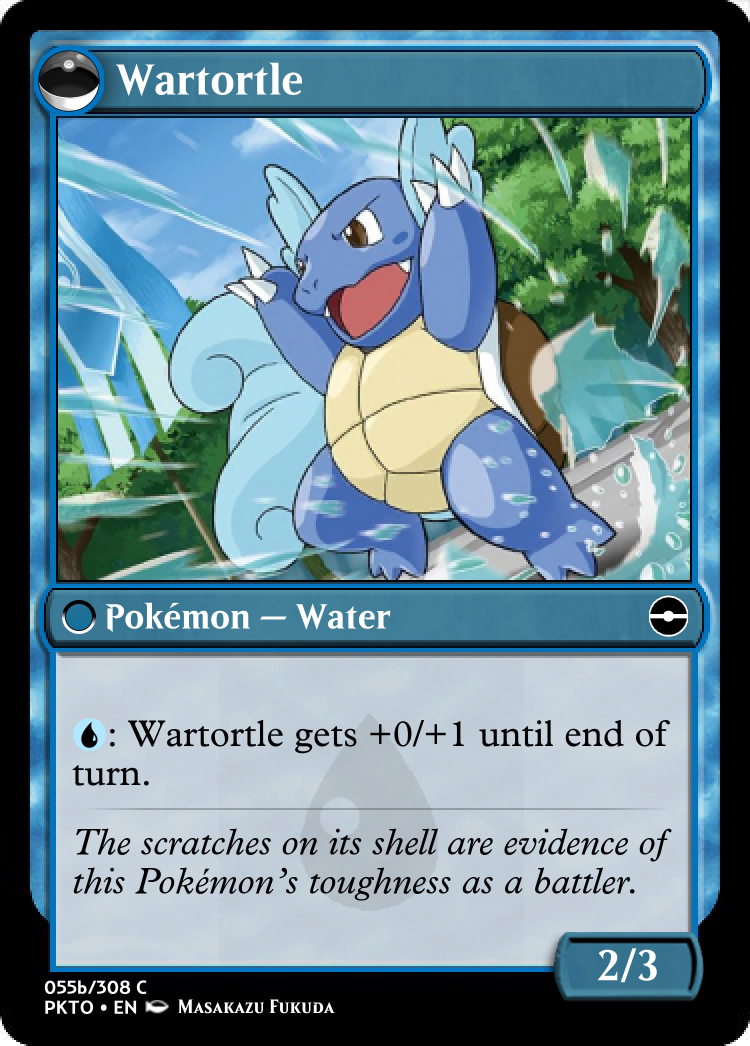 Wartortle
Pokémon — Water
: Wartortle gets +0/+1 until end of
turn.
The scratches on its shell are evidence of
this Pokémon's toughness as a battler.
2/3
055b/308 C
PKTO • EN Masakazu Fukuda